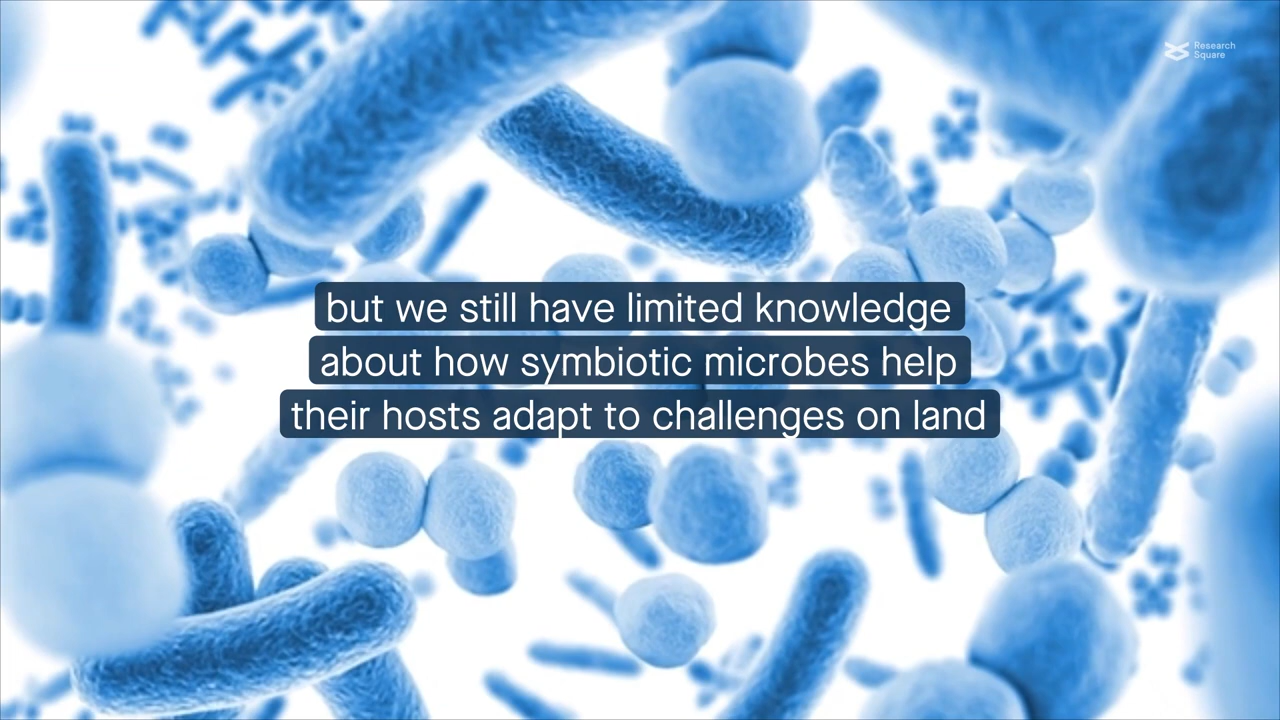 Research
Square
but we still have limited knowledge
about how symbiotic microbes help
their hosts adapt to challenges on land